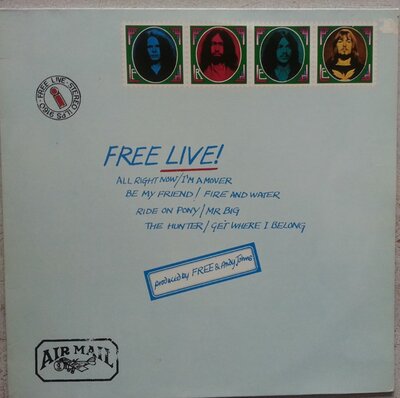 F R E E
FREE LIVE · STEREO ILPS 9160
i
FREE LIVE!
ALL RIGHT NOW/I'M A MOVER
BE MY FRIEND/FIRE AND WATER
RIDE ON PONY/MR BIG
THE HUNTER/GET WHERE I BELONG
produced by FREE & Andy Johns
AIR MAIL